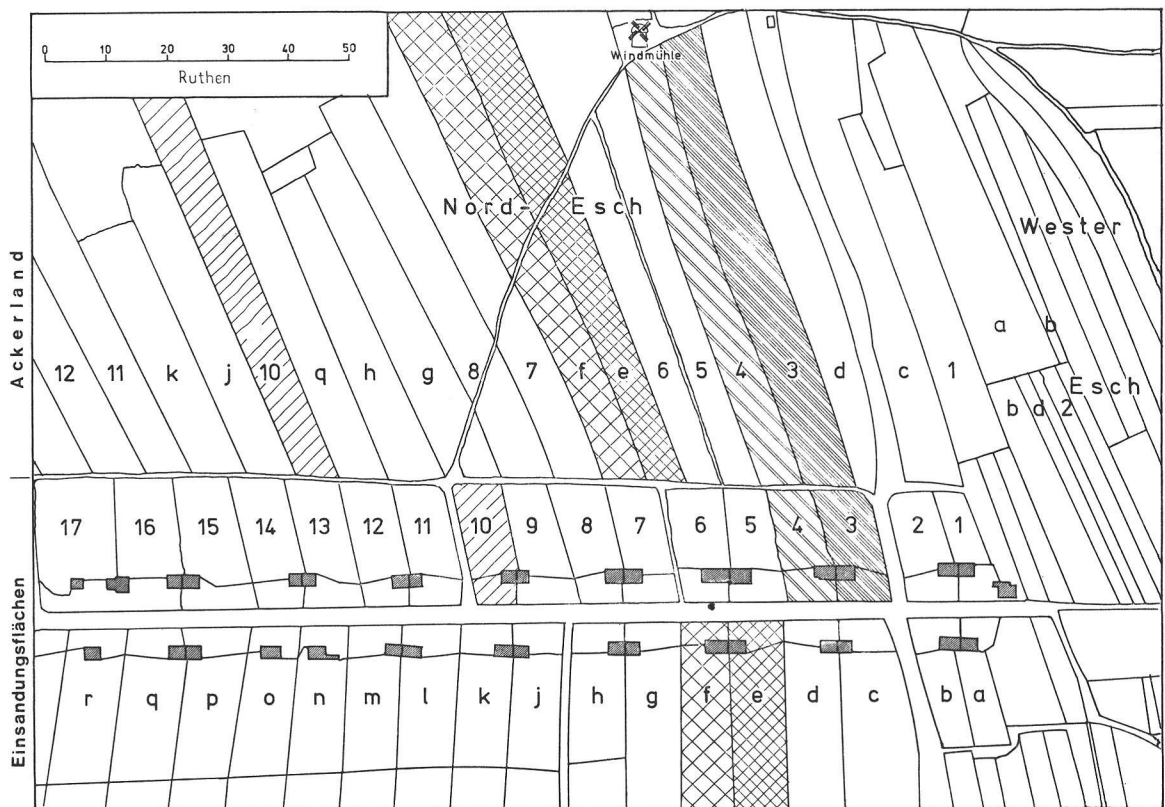 0 10 20 30 40 50
Ruthen
Windmühle
Nord-Esch
Wester
Esch
a b
b d 2
Ackerland
12 11 k j 10 q h g 8 7 f e 6 5 4 3 d c 1
17 16 15 14 13 12 11 10 9 8 7 6 5 4 3 2 1
Einsandungsflächen
r q p o n m l k j h g f e d c b a